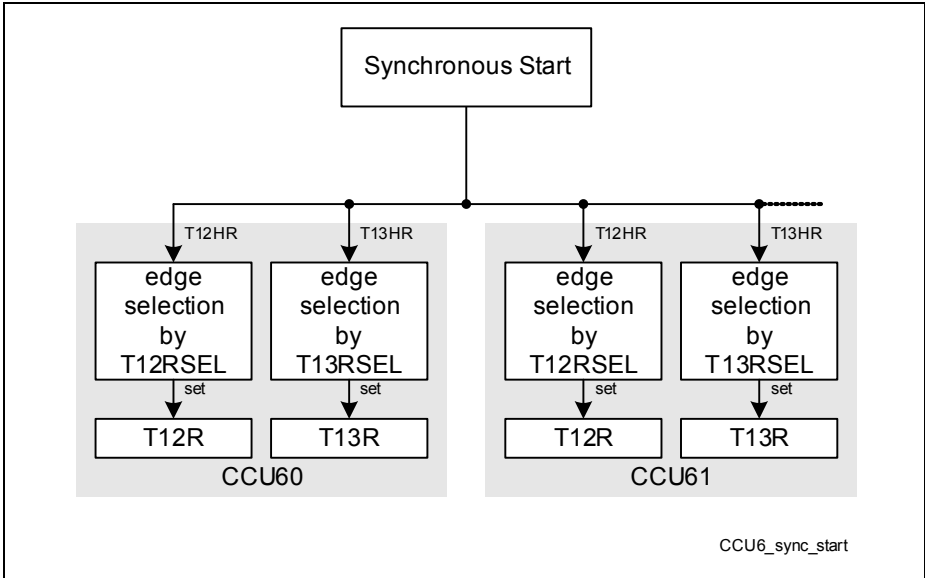 Synchronous Start
T12HR
T13HR
T12HR
T13HR
edge
selection
by
T12RSEL
edge
selection
by
T13RSEL
edge
selection
by
T12RSEL
edge
selection
by
T13RSEL
set
set
set
set
T12R
T13R
T12R
T13R
CCU60
CCU61
CCU6_sync_start